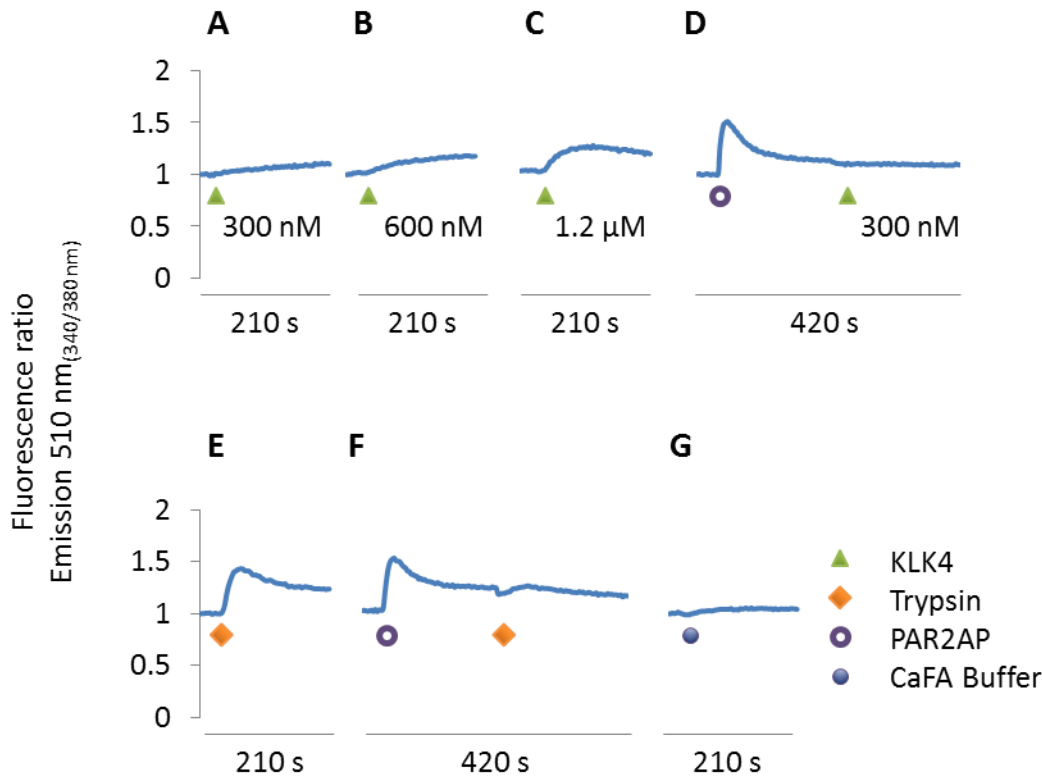 A B C D
2
1.5
1
0.5
0
300 nM 600 nM 1.2 µM 300 nM
210 s 210 s 210 s 420 s
Fluorescence ratio
Emission 510 nm(340/380 nm)
E F G
2
1.5
1
0.5
0
210 s 420 s 210 s
KLK4
Trypsin
PAR2AP
CaFA Buffer